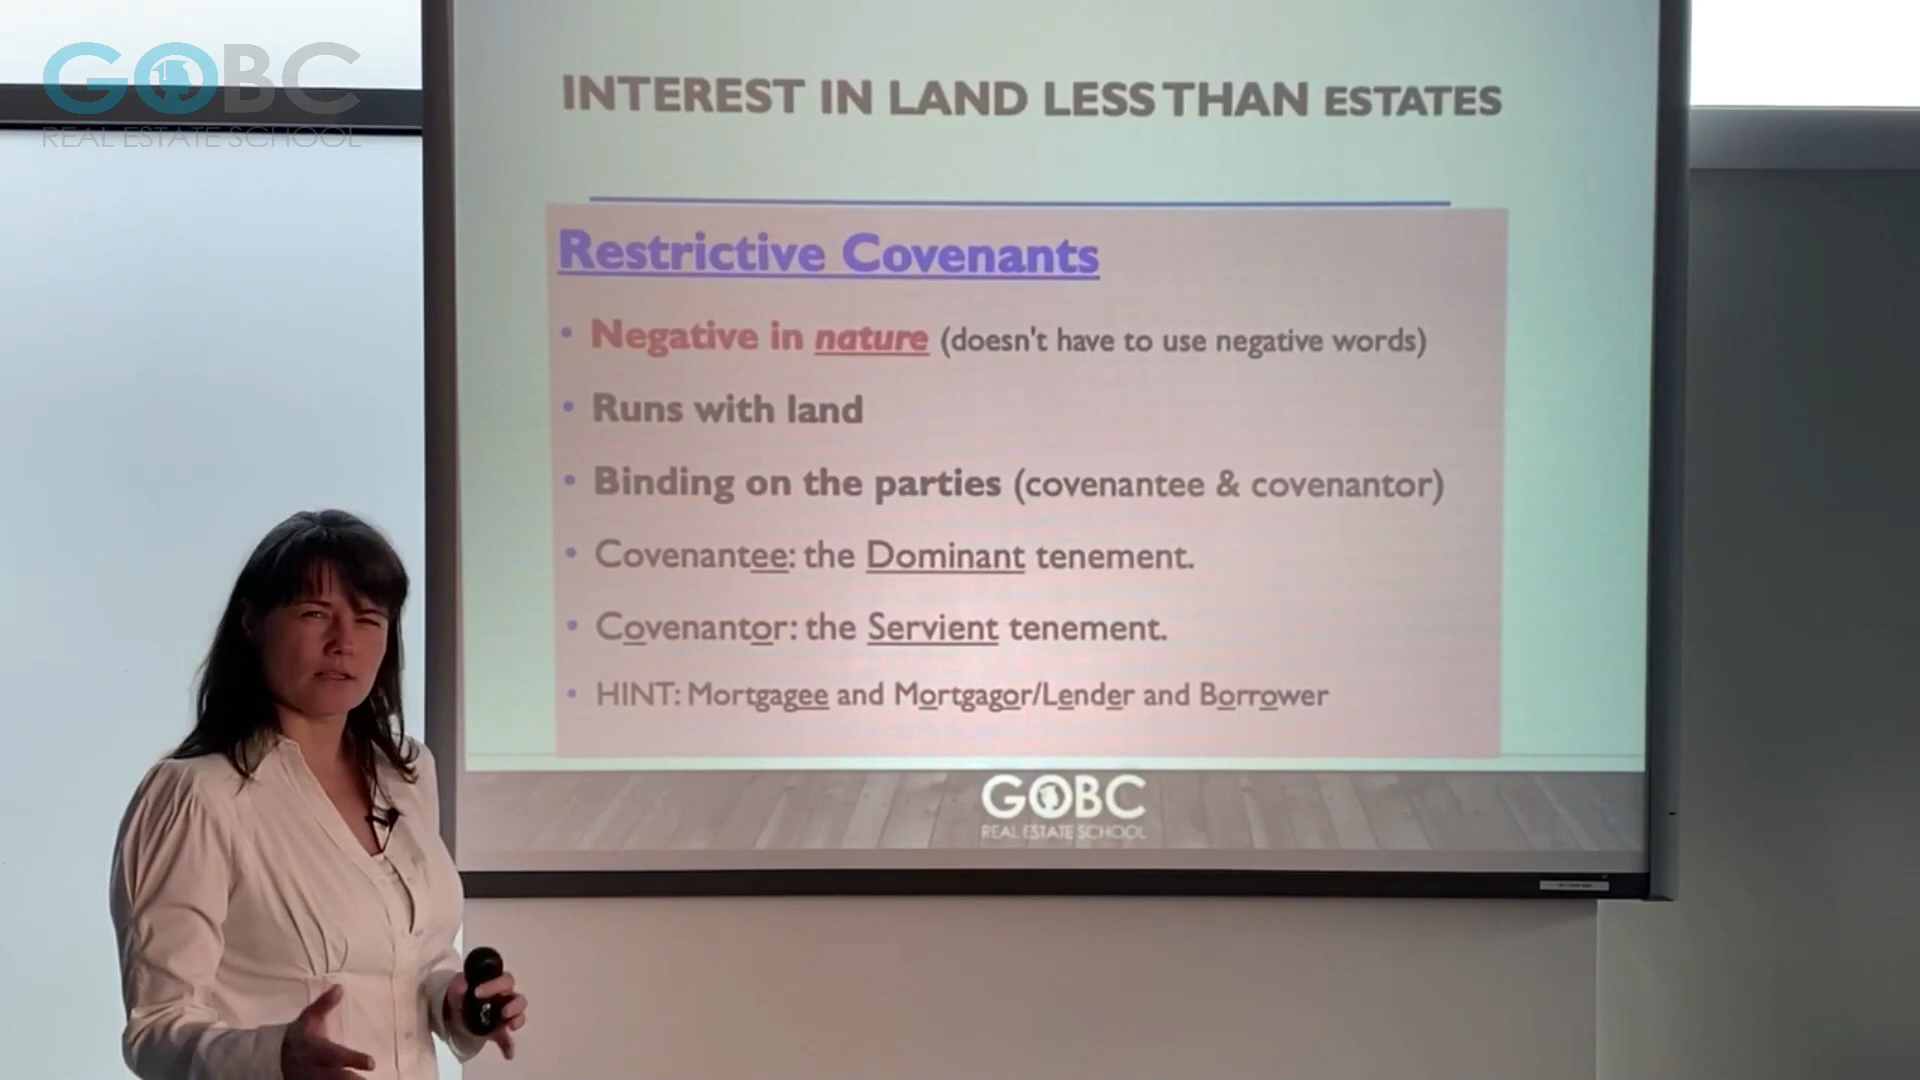 GOBC
REAL ESTATE SCHOOL
INTEREST IN LAND LESS THAN ESTATES
Restrictive Covenants
• Negative in nature (doesn't have to use negative words)
• Runs with land
• Binding on the parties (covenantee & covenantor)
• Covenantee: the Dominant tenement.
• Covenantor: the Servient tenement.
• HINT: Mortgagee and Mortgagor/Lender and Borrower
GOBC
REAL ESTATE SCHOOL